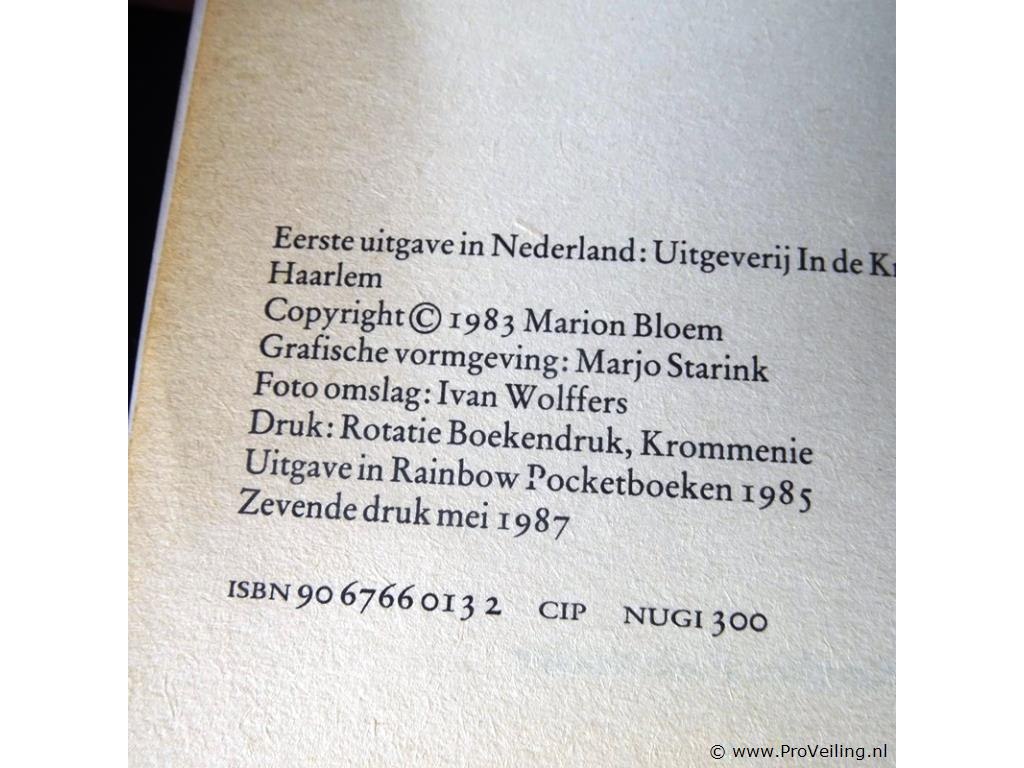 Eerste uitgave in Nederland: Uitgeverij In de
Haarlem
Copyright © 1983 Marion Bloem
Grafische vormgeving: Marjo Starink
Foto omslag: Ivan Wolffers
Druk: Rotatie Boekendruk, Krommenie
Uitgave in Rainbow Pocketboeken 1985
Zevende druk mei 1987
ISBN 90 6766 013 2 CIP NUGI 300
© www.ProVeiling.nl